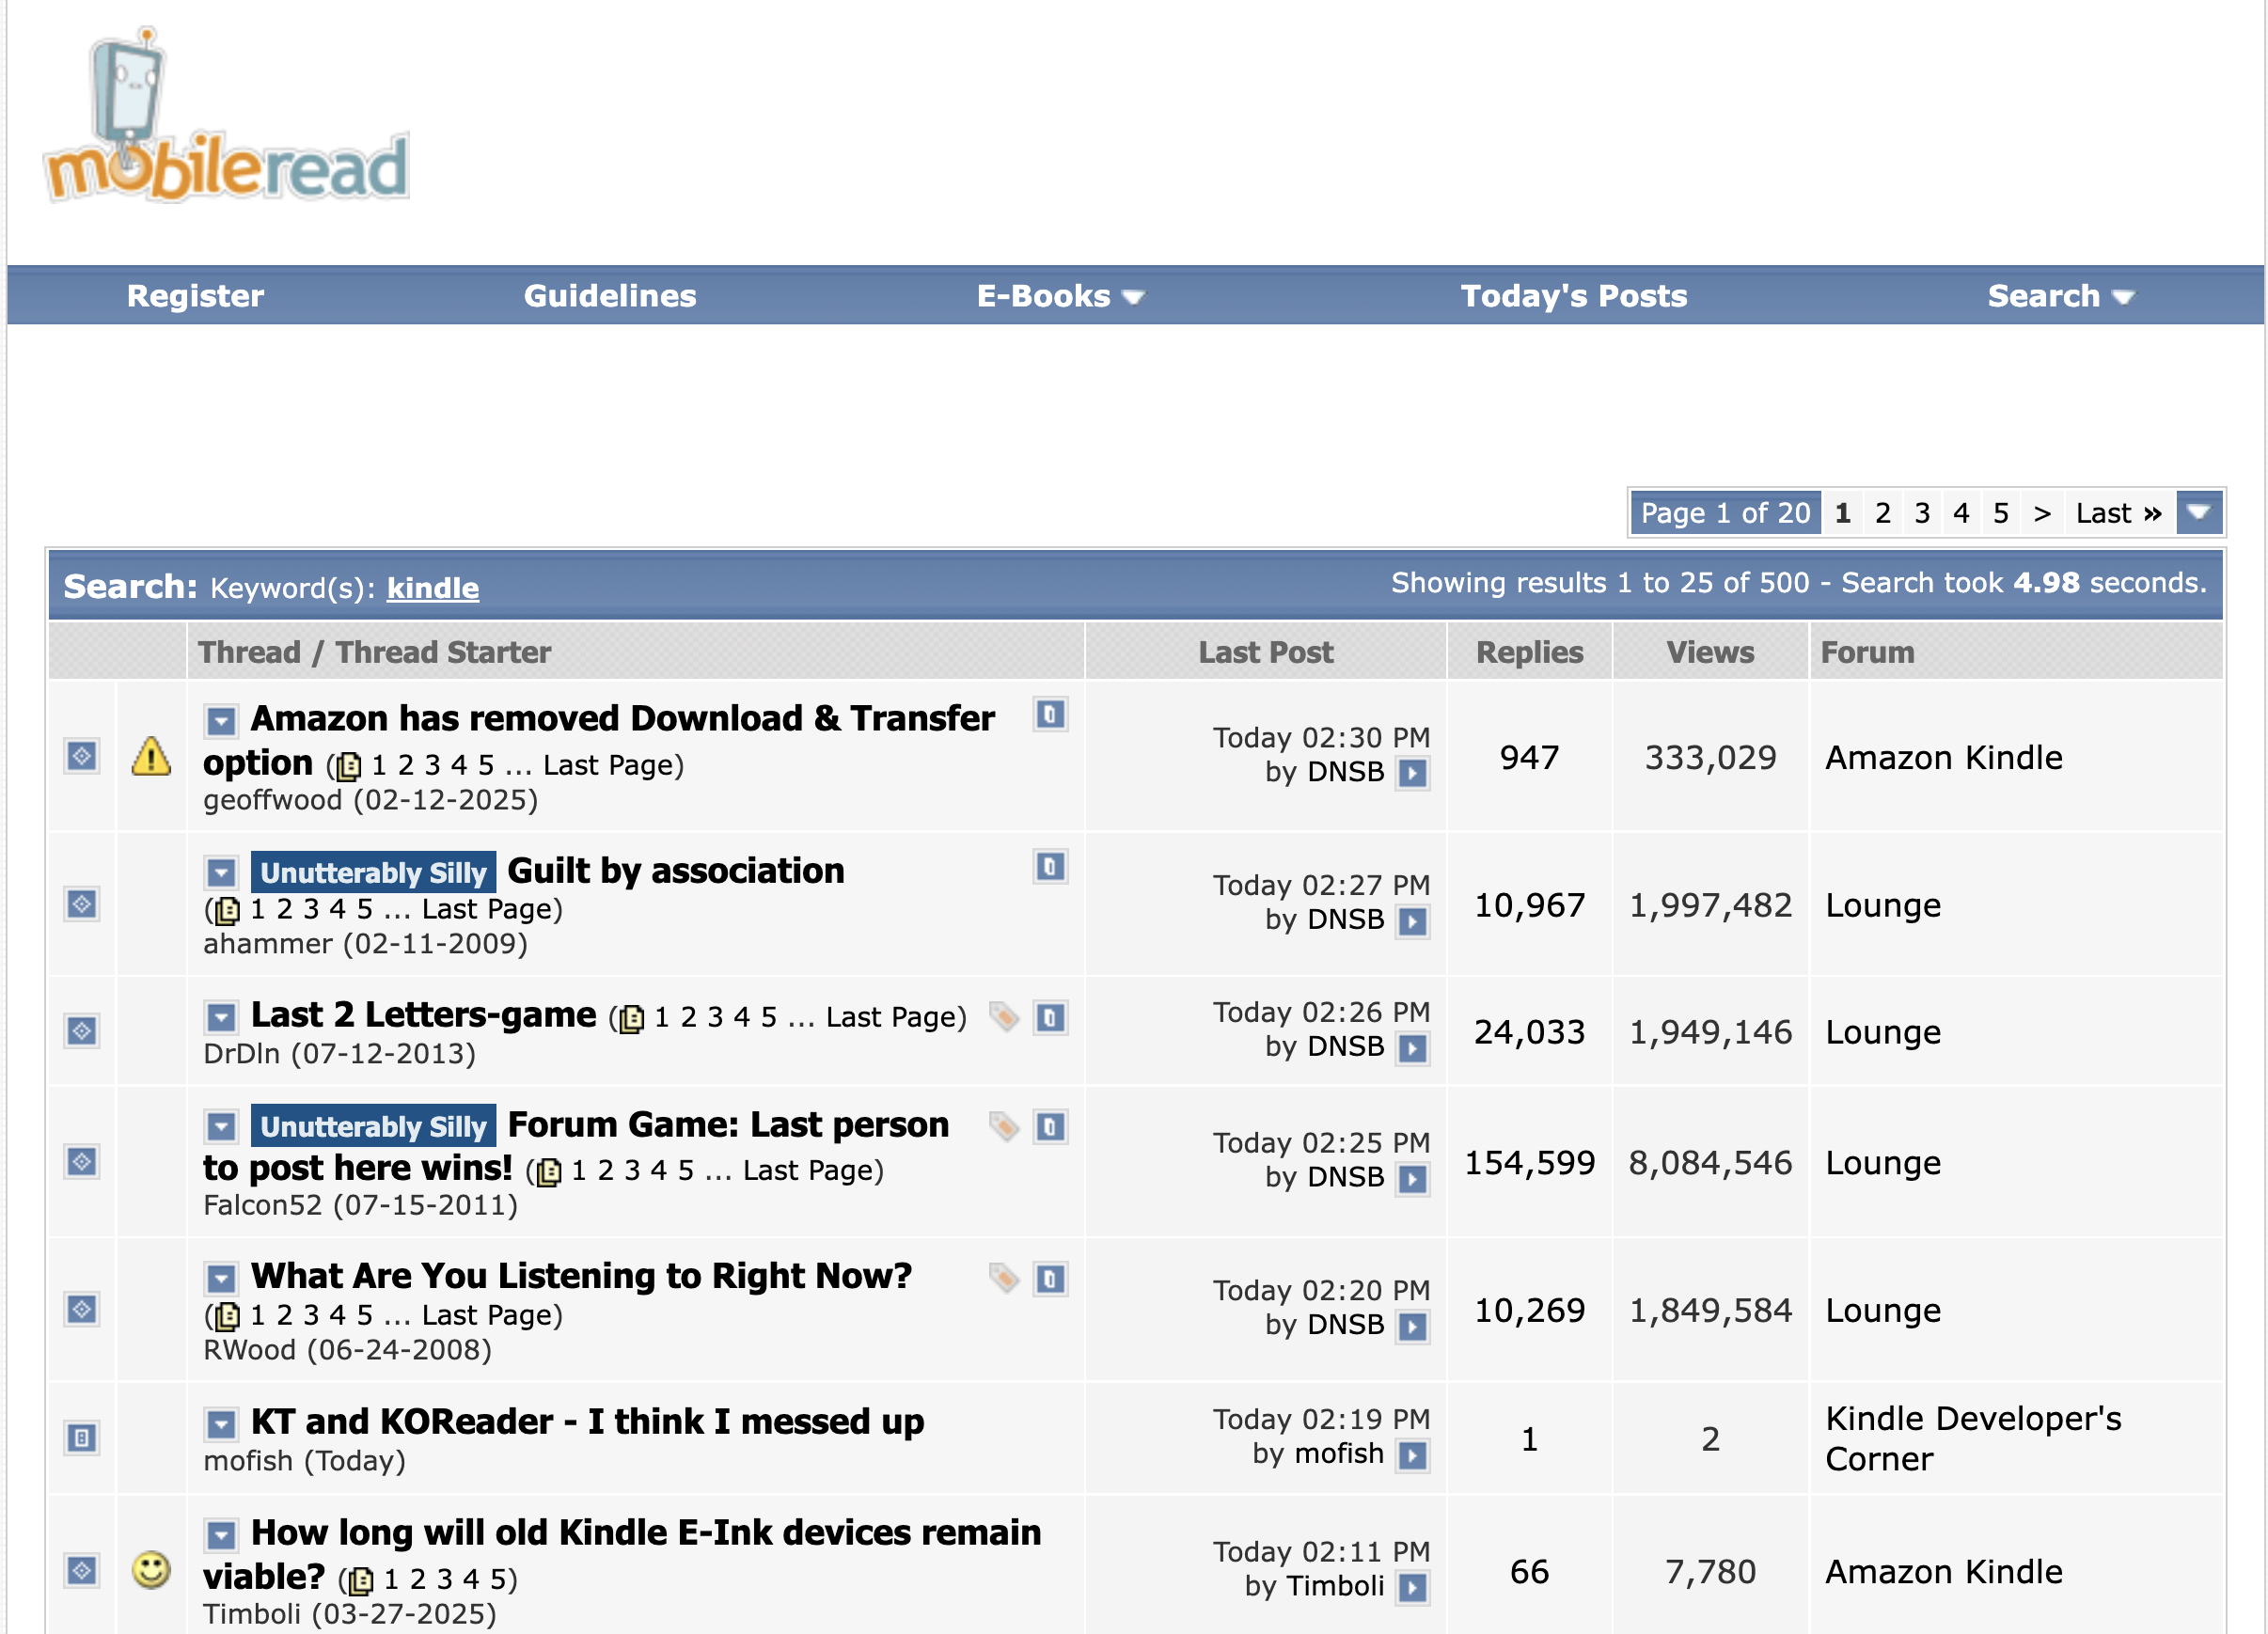 mobileread
Register Guidelines E-Books Today's Posts Search
Page 1 of 20 1 2 3 4 5 > Last »
Search: Keyword(s): kindle Showing results 1 to 25 of 500 - Search took 4.98 seconds.
Thread / Thread Starter Last Post Replies Views Forum
Amazon has removed Download & Transfer
option ( 1 2 3 4 5 ... Last Page)
geoffwood (02-12-2025)
Today 02:30 PM
by DNSB
947
333,029
Amazon Kindle
Unutterably Silly Guilt by association
( 1 2 3 4 5 ... Last Page)
ahammer (02-11-2009)
Today 02:27 PM
by DNSB
10,967
1,997,482
Lounge
Last 2 Letters-game ( 1 2 3 4 5 ... Last Page)
DrDln (07-12-2013)
Today 02:26 PM
by DNSB
24,033
1,949,146
Lounge
Unutterably Silly Forum Game: Last person
to post here wins! ( 1 2 3 4 5 ... Last Page)
Falcon52 (07-15-2011)
Today 02:25 PM
by DNSB
154,599
8,084,546
Lounge
What Are You Listening to Right Now?
( 1 2 3 4 5 ... Last Page)
RWood (06-24-2008)
Today 02:20 PM
by DNSB
10,269
1,849,584
Lounge
KT and KOReader - I think I messed up
mofish (Today)
Today 02:19 PM
by mofish
1
2
Kindle Developer's
Corner
How long will old Kindle E-Ink devices remain
viable? ( 1 2 3 4 5)
Timboli (03-27-2025)
Today 02:11 PM
by Timboli
66
7,780
Amazon Kindle